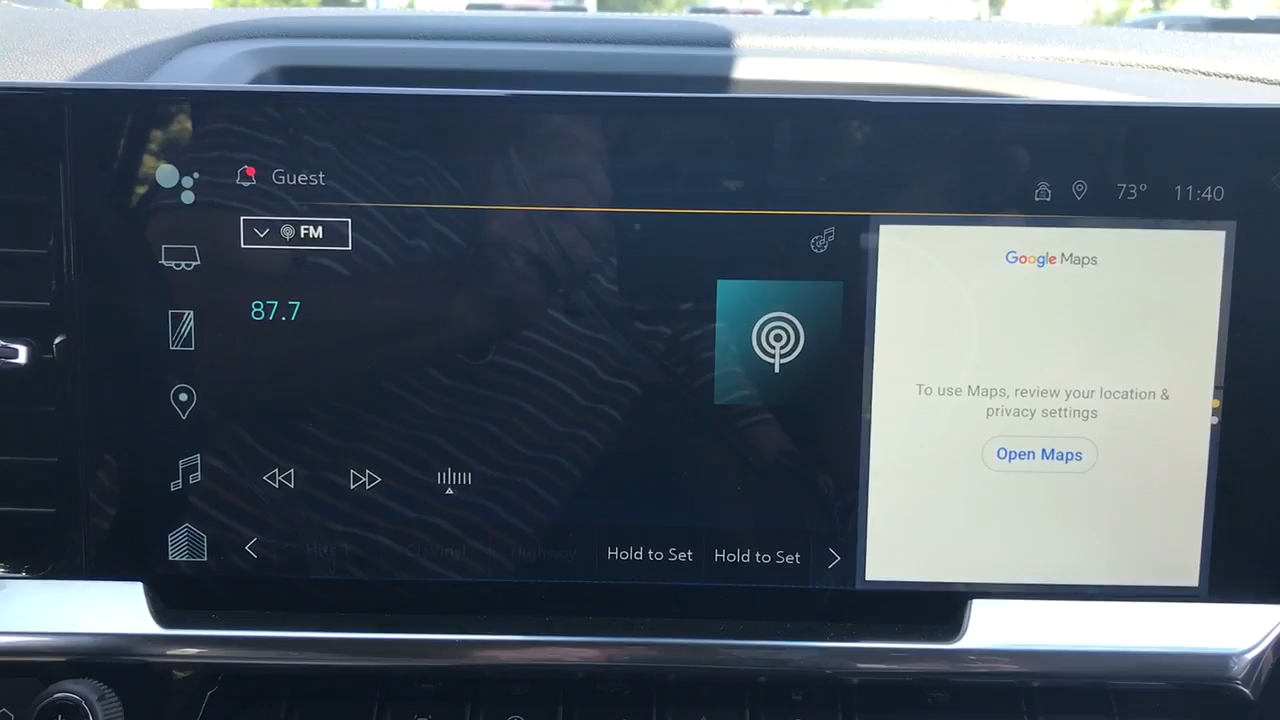 Guest
73° 11:40
FM
87.7
Hold to Set
Hold to Set
Google Maps
To use Maps, review your location &
privacy settings
Open Maps
Highway